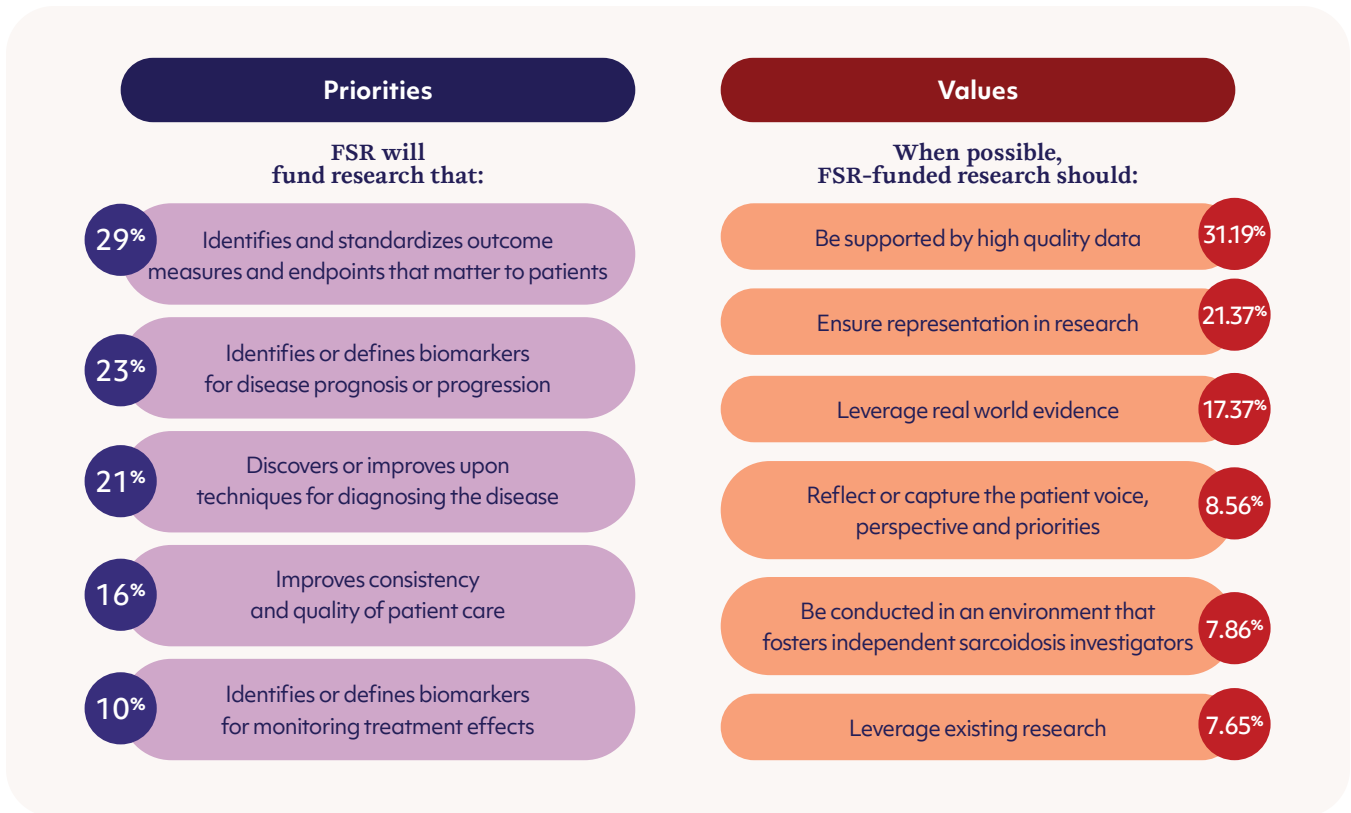 Priorities
FSR will
fund research that:
29%
Identifies and standardizes outcome
measures and endpoints that matter to patients
23%
Identifies or defines biomarkers
for disease prognosis or progression
21%
Discovers or improves upon
techniques for diagnosing the disease
16%
Improves consistency
and quality of patient care
10%
Identifies or defines biomarkers
for monitoring treatment effects
Values
When possible,
FSR-funded research should:
Be supported by high quality data
31.19%
Ensure representation in research
21.37%
Leverage real world evidence
17.37%
Reflect or capture the patient voice,
perspective and priorities
8.56%
Be conducted in an environment that
fosters independent sarcoidosis investigators
7.86%
Leverage existing research
7.65%